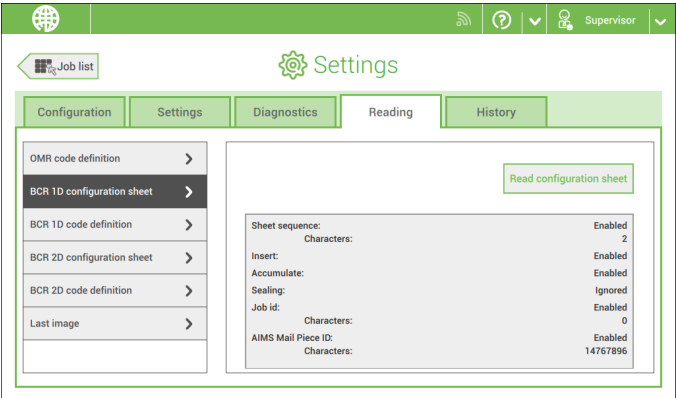 Supervisor
Job list
Settings
Configuration
Settings
Diagnostics
Reading
History
OMR code definition
BCR 1D configuration sheet
BCR 1D code definition
BCR 2D configuration sheet
BCR 2D code definition
Last image
Read configuration sheet
Sheet sequence: Enabled
Characters: 2
Insert: Enabled
Accumulate: Enabled
Sealing: Ignored
Job id: Enabled
Characters: 0
AIMS Mail Piece ID: Enabled
Characters: 14767896